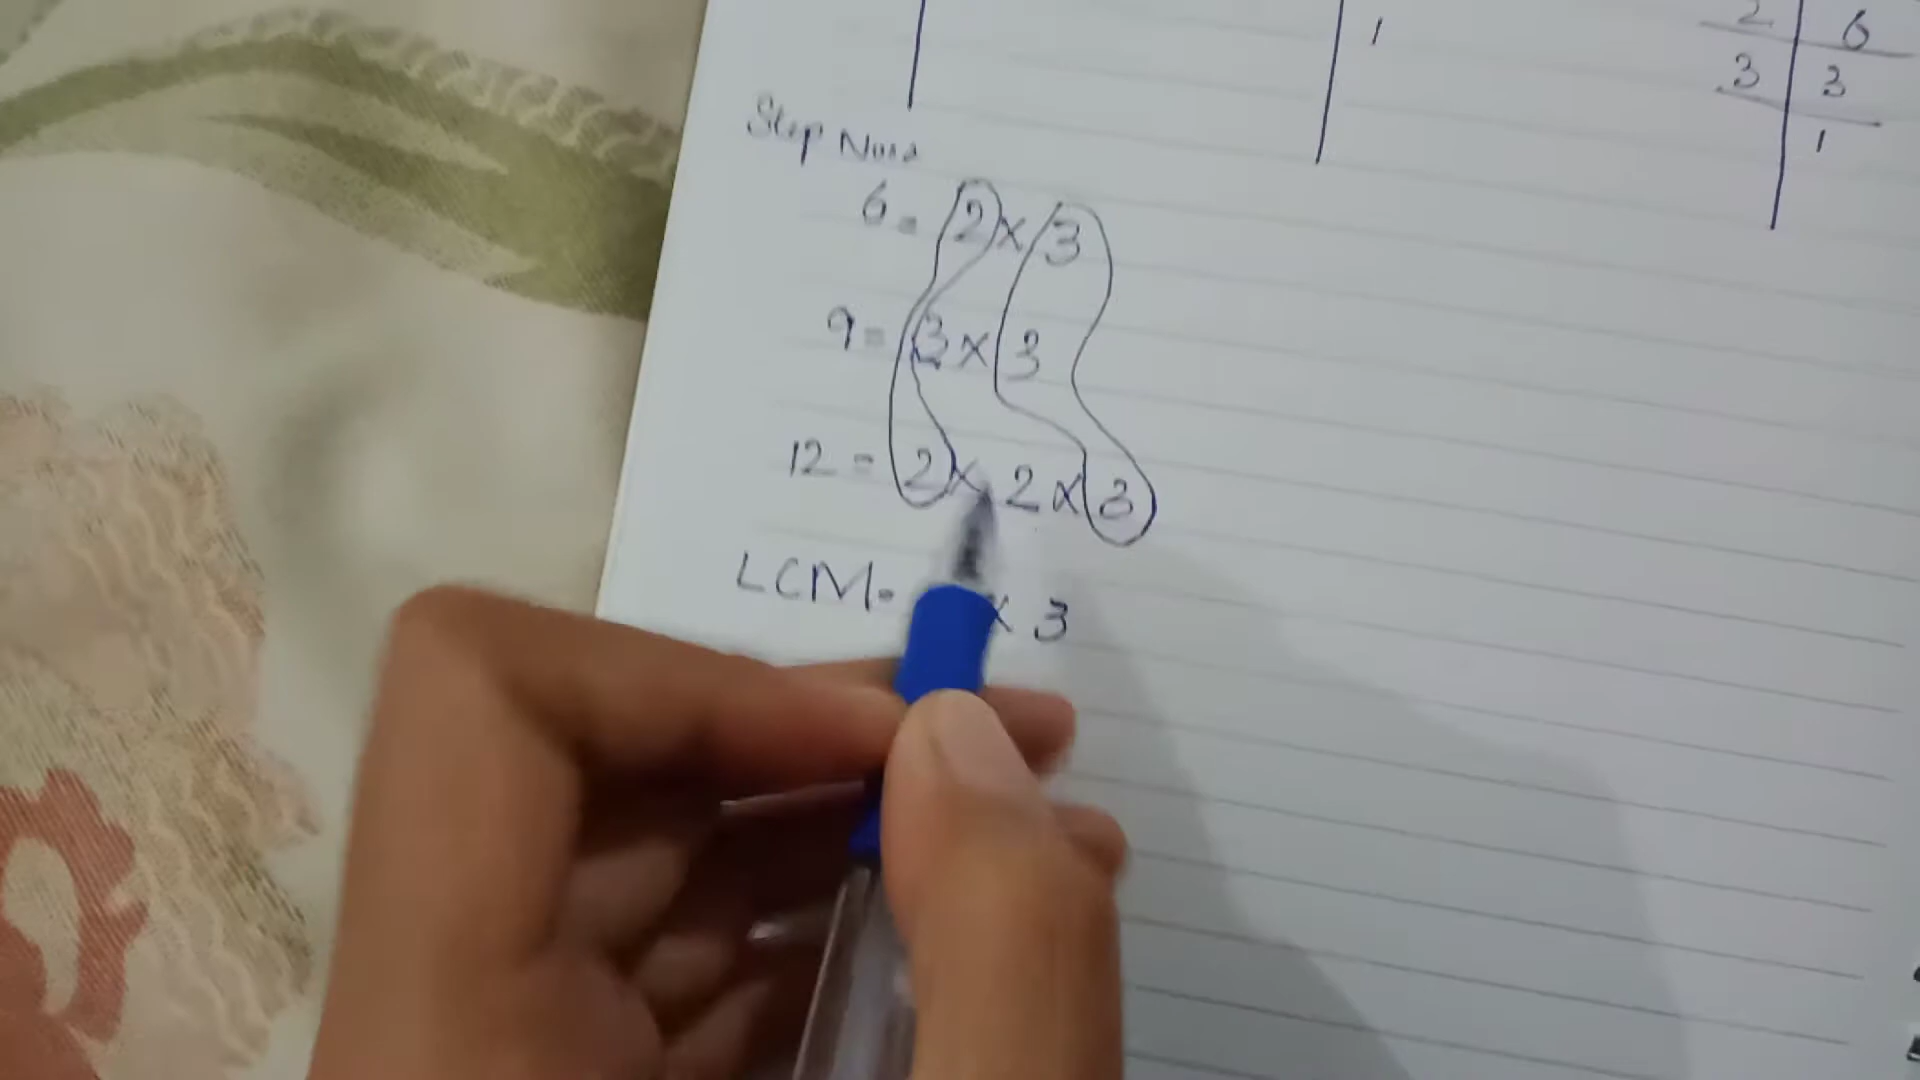 1
2 | 6
3 | 3
1
Step No:2
6 = 2 x 3
9 = 3 x 3
12 = 2 x 2 x 3
LCM = x 3